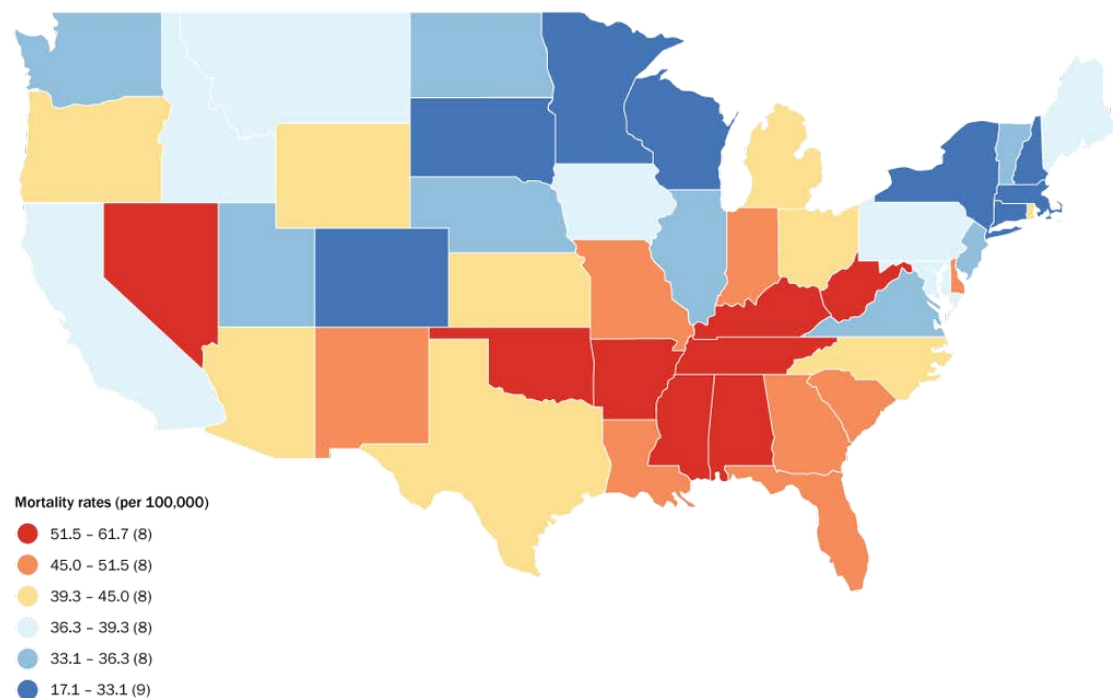 Mortality rates (per 100,000)
51.5 – 61.7 (8)
45.0 – 51.5 (8)
39.3 – 45.0 (8)
36.3 – 39.3 (8)
33.1 – 36.3 (8)
17.1 – 33.1 (9)